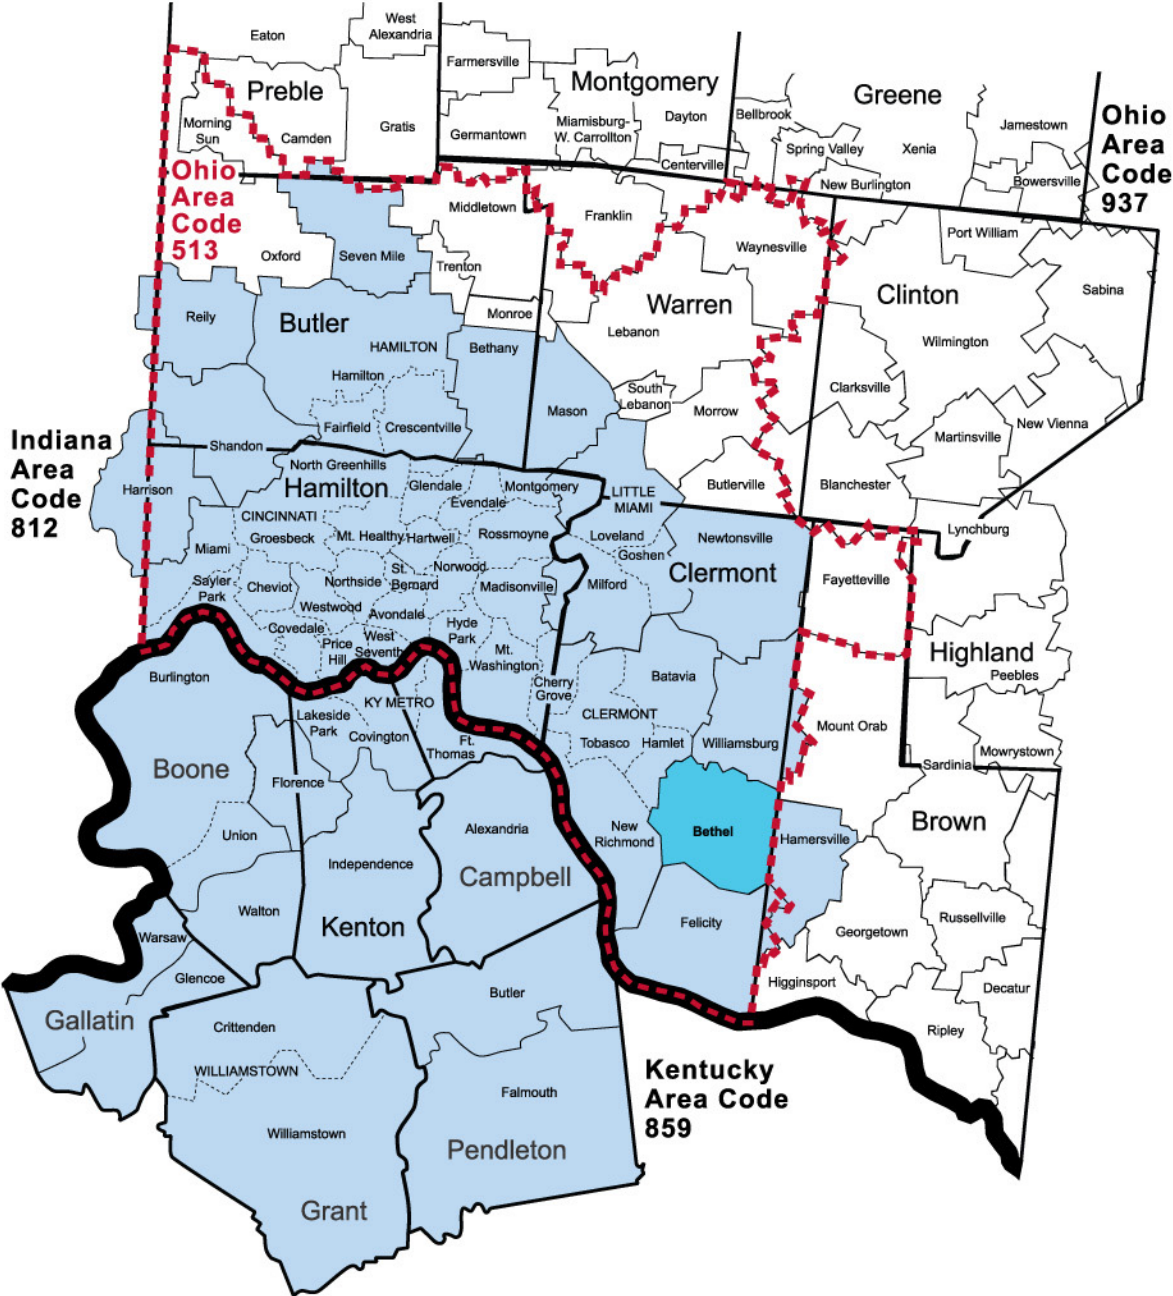 West
Alexandria
Eaton
Farmersville
Montgomery
Preble
Greene
Ohio
Area
Code
937
Morning
Sun
Camden
Gratis
Germantown
Miamisburg-
W. Carrollton
Dayton
Bellbrook
Jamestown
Spring Valley
Xenia
Centerville
Bowersville
New Burlington
Ohio
Area
Code
513
Middletown
Franklin
Port William
Waynesville
Oxford
Seven Mile
Trenton
Sabina
Clinton
Warren
Reily
Butler
Monroe
Lebanon
Wilmington
HAMILTON
Bethany
Hamilton
South
Lebanon
Clarksville
Mason
Morrow
Fairfield
Crescentville
New Vienna
Martinsville
Indiana
Area
Code
812
Shandon
North Greenhills
Hamilton
Glendale
Montgomery
Butlerville
Blanchester
Harrison
Evendale
LITTLE
MIAMI
CINCINNATI
Lynchburg
Groesbeck
Mt. Healthy
Hartwell
Rossmoyne
Loveland
Newtonsville
Miami
Goshen
St.
Bernard
Norwood
Clermont
Fayetteville
Sayler
Park
Cheviot
Northside
Madisonville
Milford
Westwood
Avondale
Covedale
Hyde
Park
Price
Hill
West
Seventh
Mt.
Washington
Highland
Peebles
Burlington
Cherry
Grove
Batavia
KY METRO
Lakeside
Park
CLERMONT
Mount Orab
Covington
Ft.
Thomas
Tobasco
Hamlet
Williamsburg
Mowrystown
Boone
Sardinia
Florence
Union
Alexandria
New
Richmond
Bethel
Hamersville
Brown
Independence
Campbell
Walton
Kenton
Felicity
Georgetown
Russellville
Warsaw
Glencoe
Higginsport
Decatur
Butler
Gallatin
Crittenden
Ripley
WILLIAMSTOWN
Kentucky
Area Code
859
Falmouth
Williamstown
Pendleton
Grant